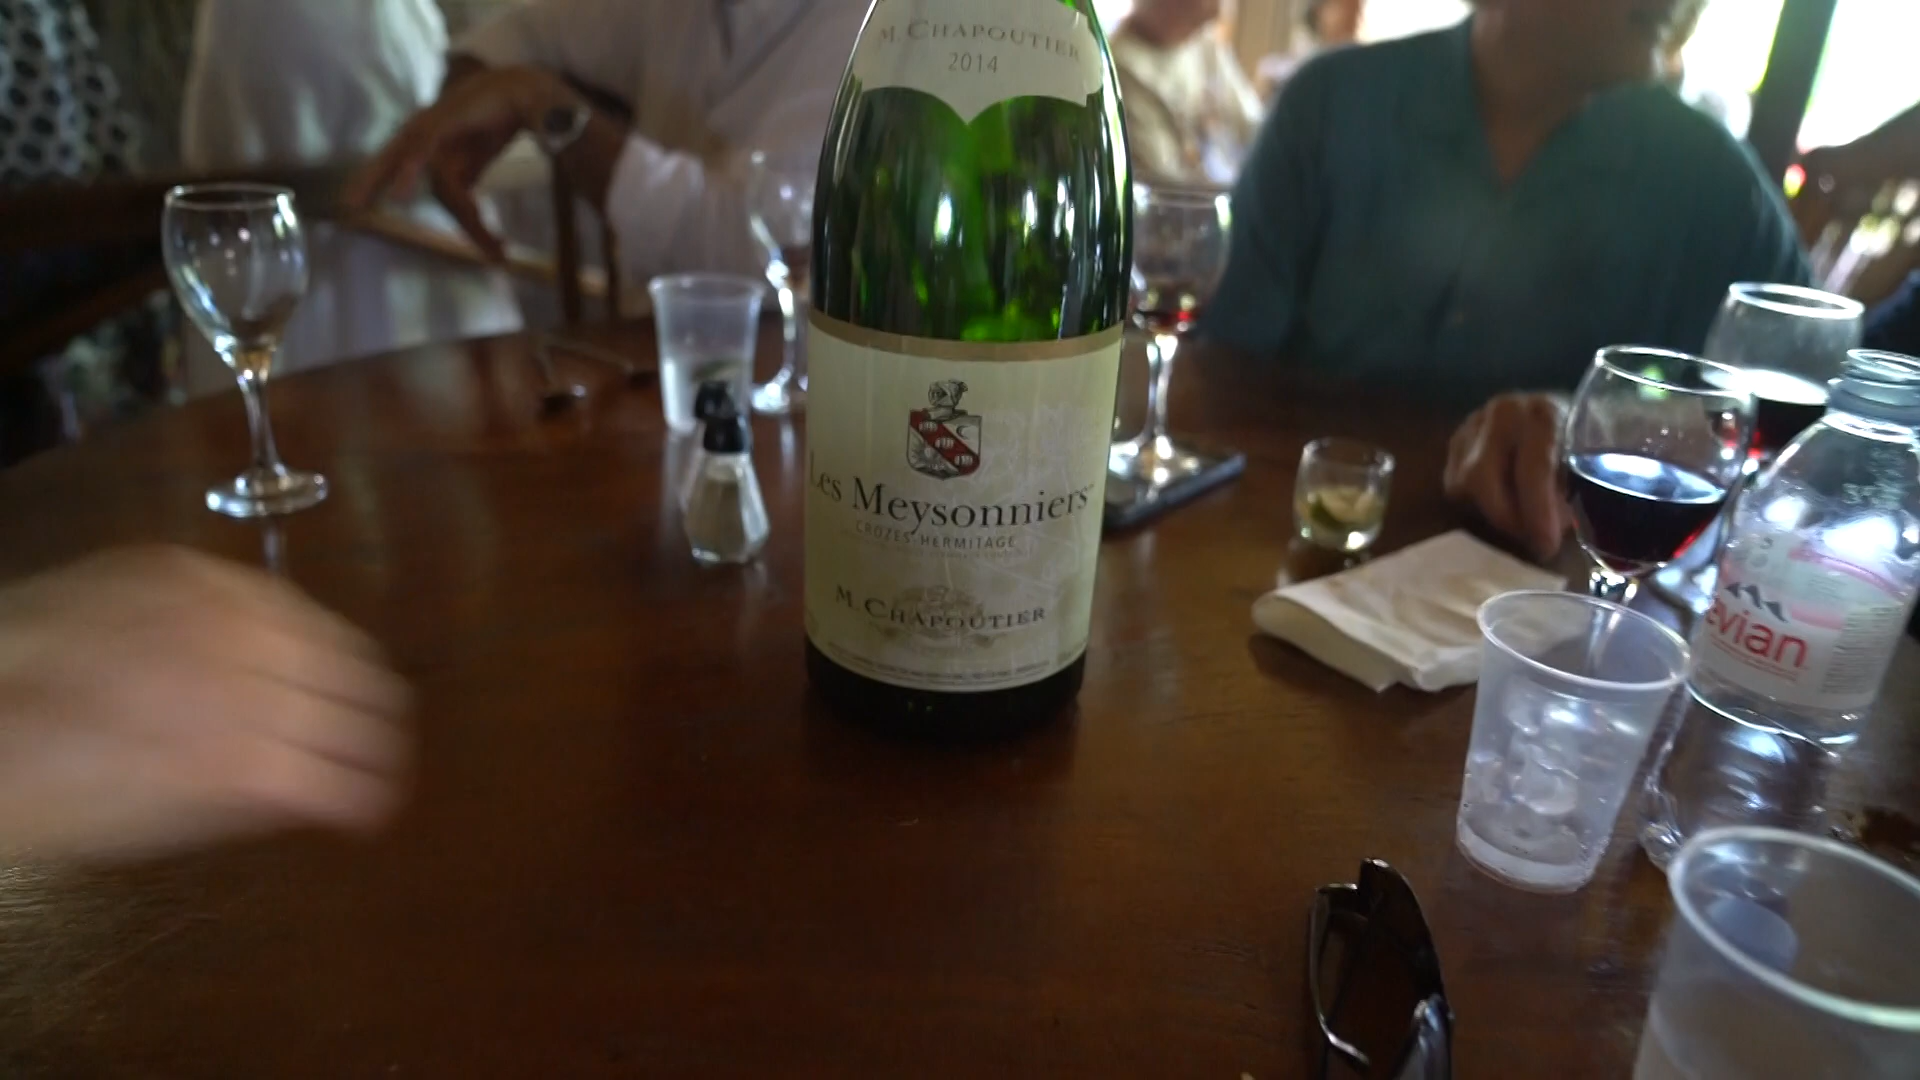 M. CHAPOUTIER
2014
Les Meysonniers
CROZES-HERMITAGE
M. CHAPOUTIER
evian